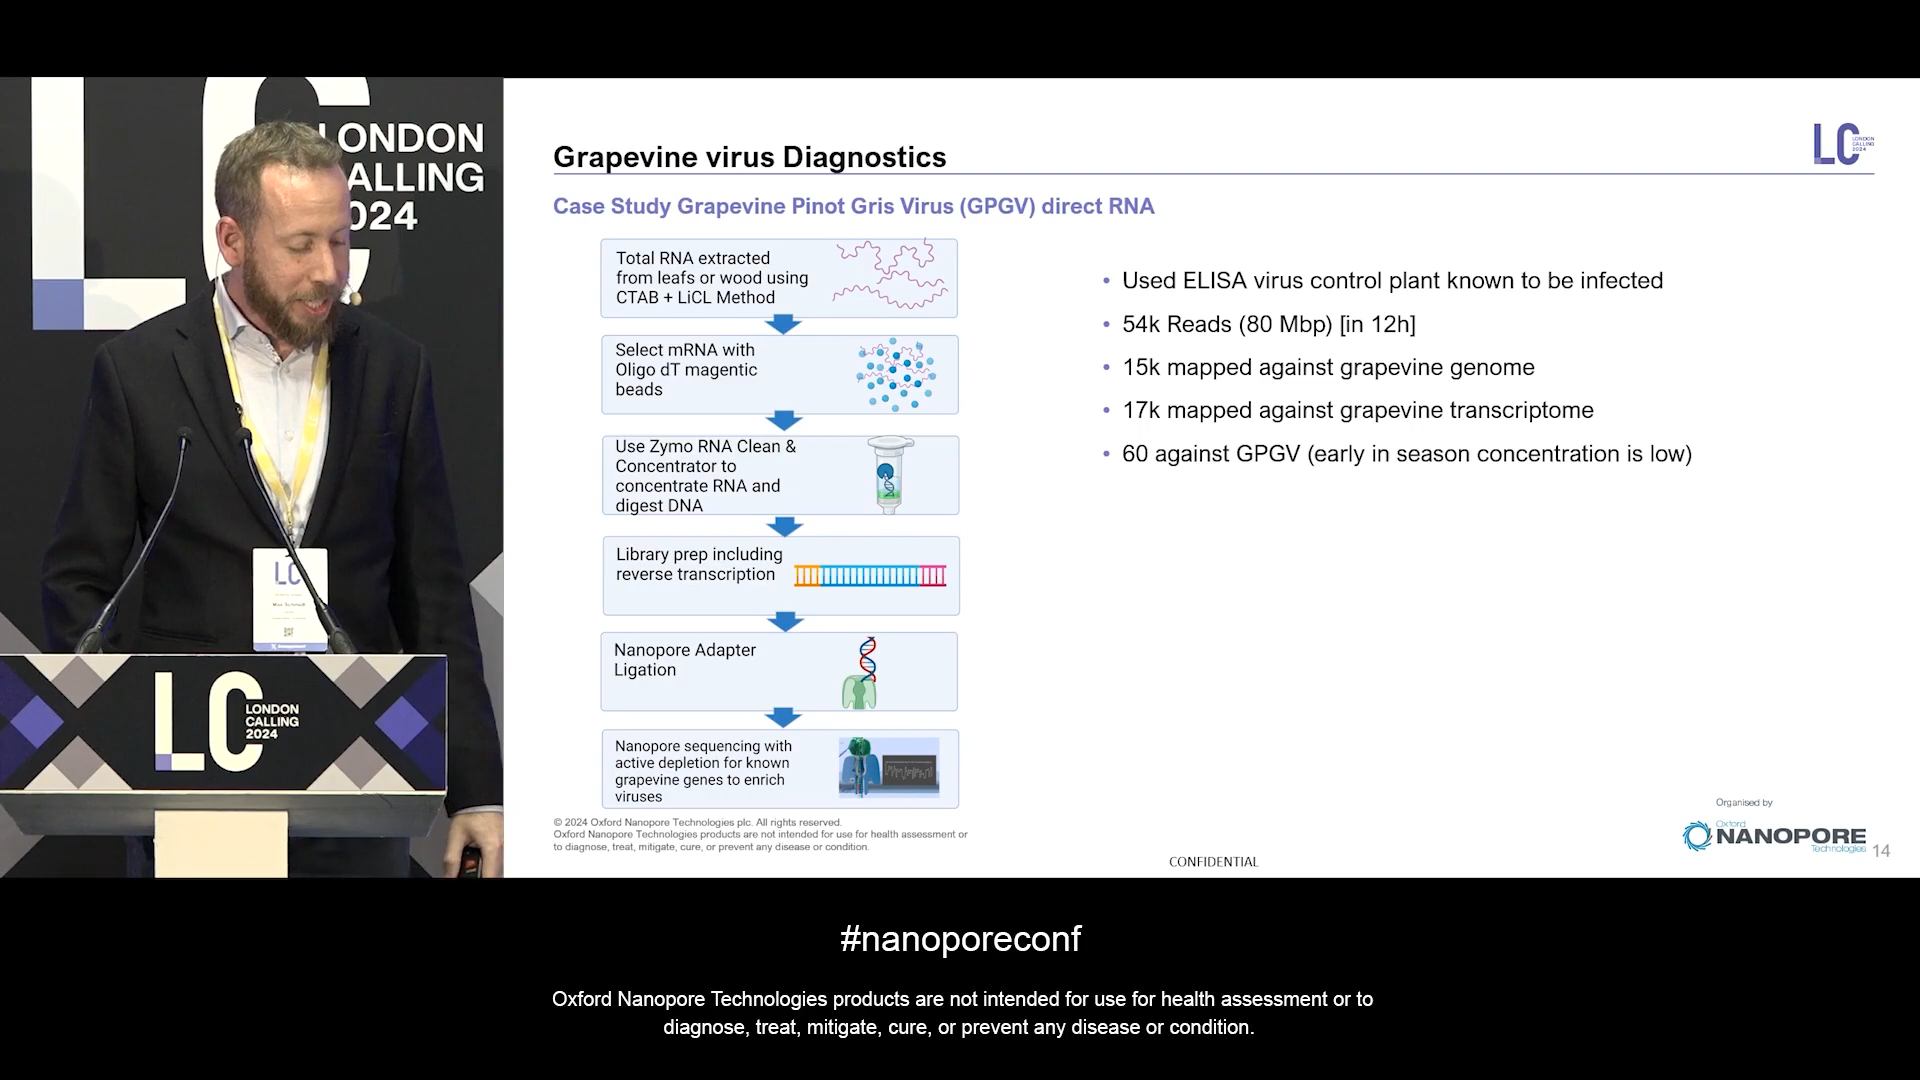 LONDON
CALLING
2024
LC
Max Schmidt
LC
LONDON
CALLING
2024
Grapevine virus Diagnostics
LC
LONDON
CALLING
2024
Case Study Grapevine Pinot Gris Virus (GPGV) direct RNA
Total RNA extracted
from leafs or wood using
CTAB + LiCL Method
Select mRNA with
Oligo dT magentic
beads
Use Zymo RNA Clean &
Concentrator to
concentrate RNA and
digest DNA
Library prep including
reverse transcription
Nanopore Adapter
Ligation
Nanopore sequencing with
active depletion for known
grapevine genes to enrich
viruses
• Used ELISA virus control plant known to be infected
• 54k Reads (80 Mbp) [in 12h]
• 15k mapped against grapevine genome
• 17k mapped against grapevine transcriptome
• 60 against GPGV (early in season concentration is low)
© 2024 Oxford Nanopore Technologies plc. All rights reserved.
Oxford Nanopore Technologies products are not intended for use for health assessment or
to diagnose, treat, mitigate, cure, or prevent any disease or condition.
CONFIDENTIAL
Organised by
Oxford
NANOPORE
Technologies
14
#nanoporeconf
Oxford Nanopore Technologies products are not intended for use for health assessment or to
diagnose, treat, mitigate, cure, or prevent any disease or condition.